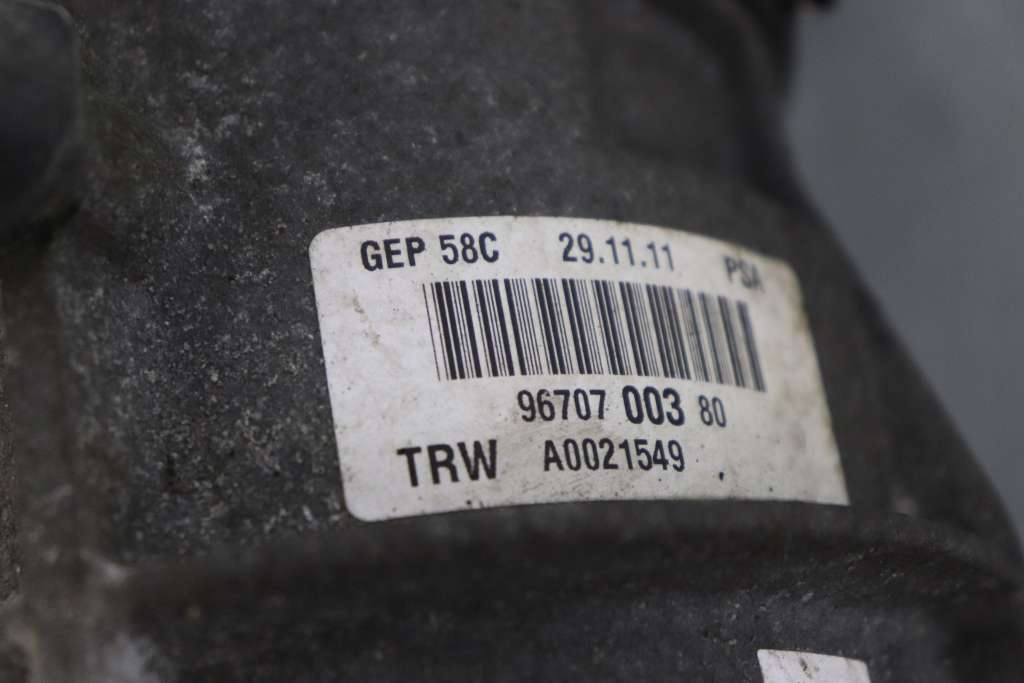 GEP 58C 29.11.11 PSA
96707 003 80
TRW A0021549